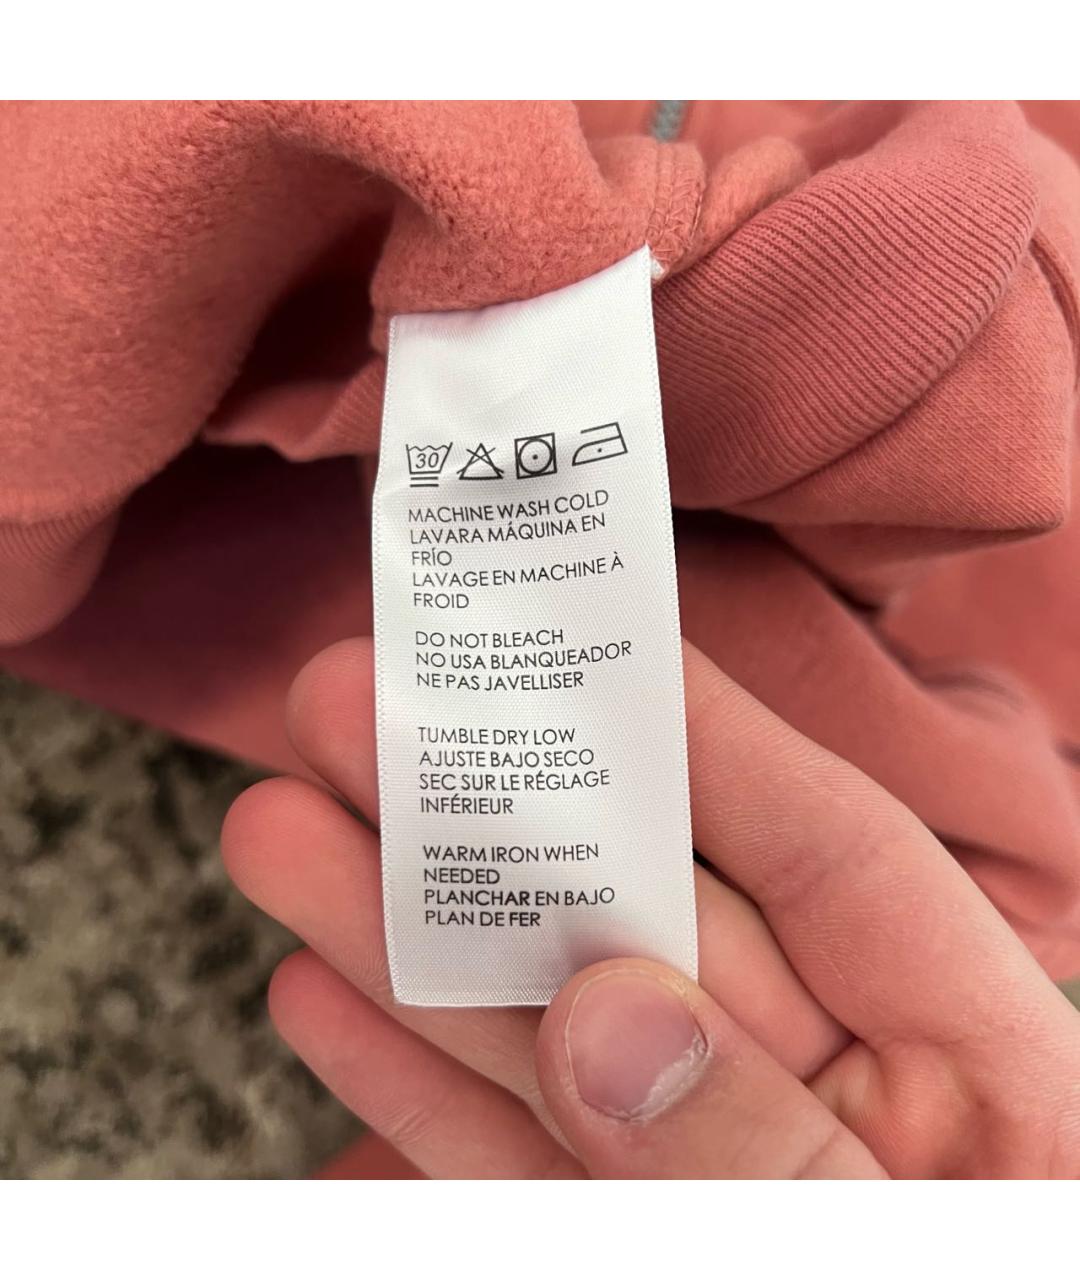 30
MACHINE WASH COLD
LAVARA MÁQUINA EN
FRÍO
LAVAGE EN MACHINE À
FROID
DO NOT BLEACH
NO USA BLANQUEADOR
NE PAS JAVELLISER
TUMBLE DRY LOW
AJUSTE BAJO SECO
SEC SUR LE RÉGLAGE
INFÉRIEUR
WARM IRON WHEN
NEEDED
PLANCHAR EN BAJO
PLAN DE FER